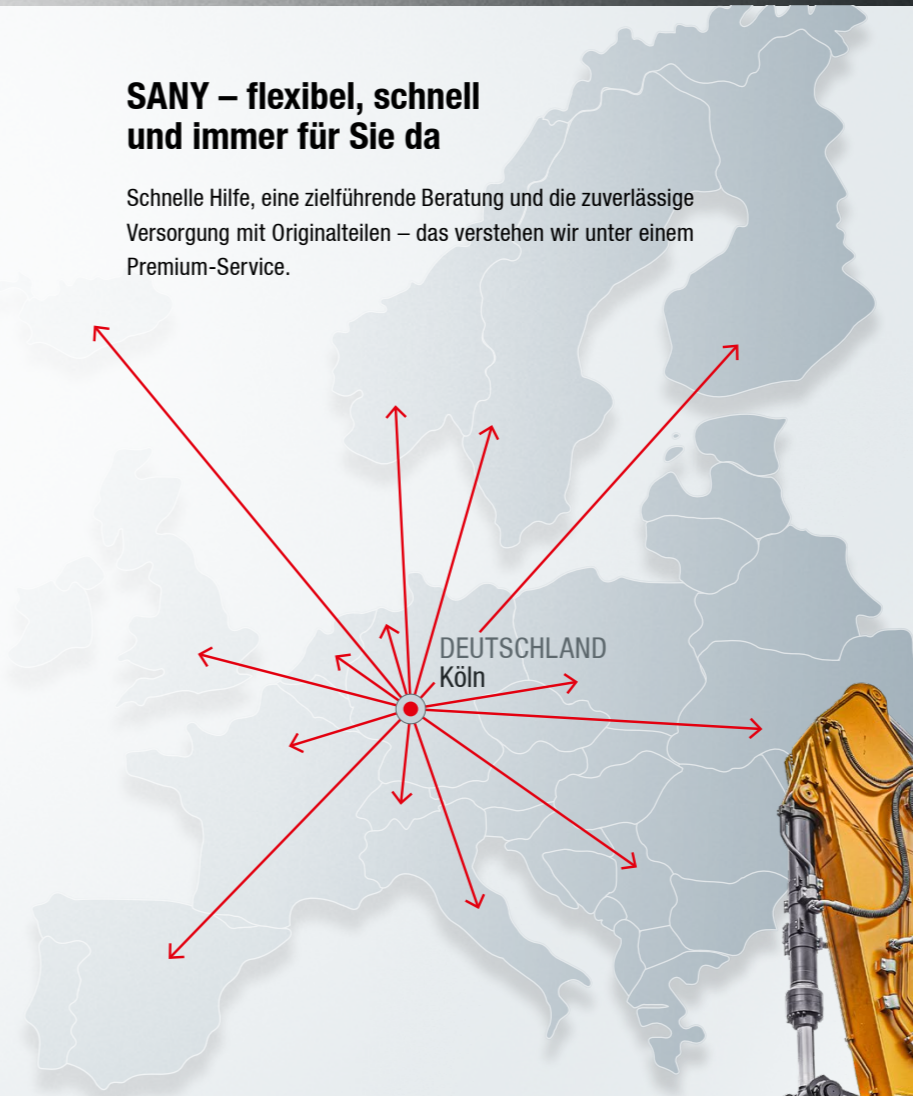 SANY – flexibel, schnell
und immer für Sie da
Schnelle Hilfe, eine zielführende Beratung und die zuverlässige
Versorgung mit Originalteilen – das verstehen wir unter einem
Premium-Service.
DEUTSCHLAND
Köln